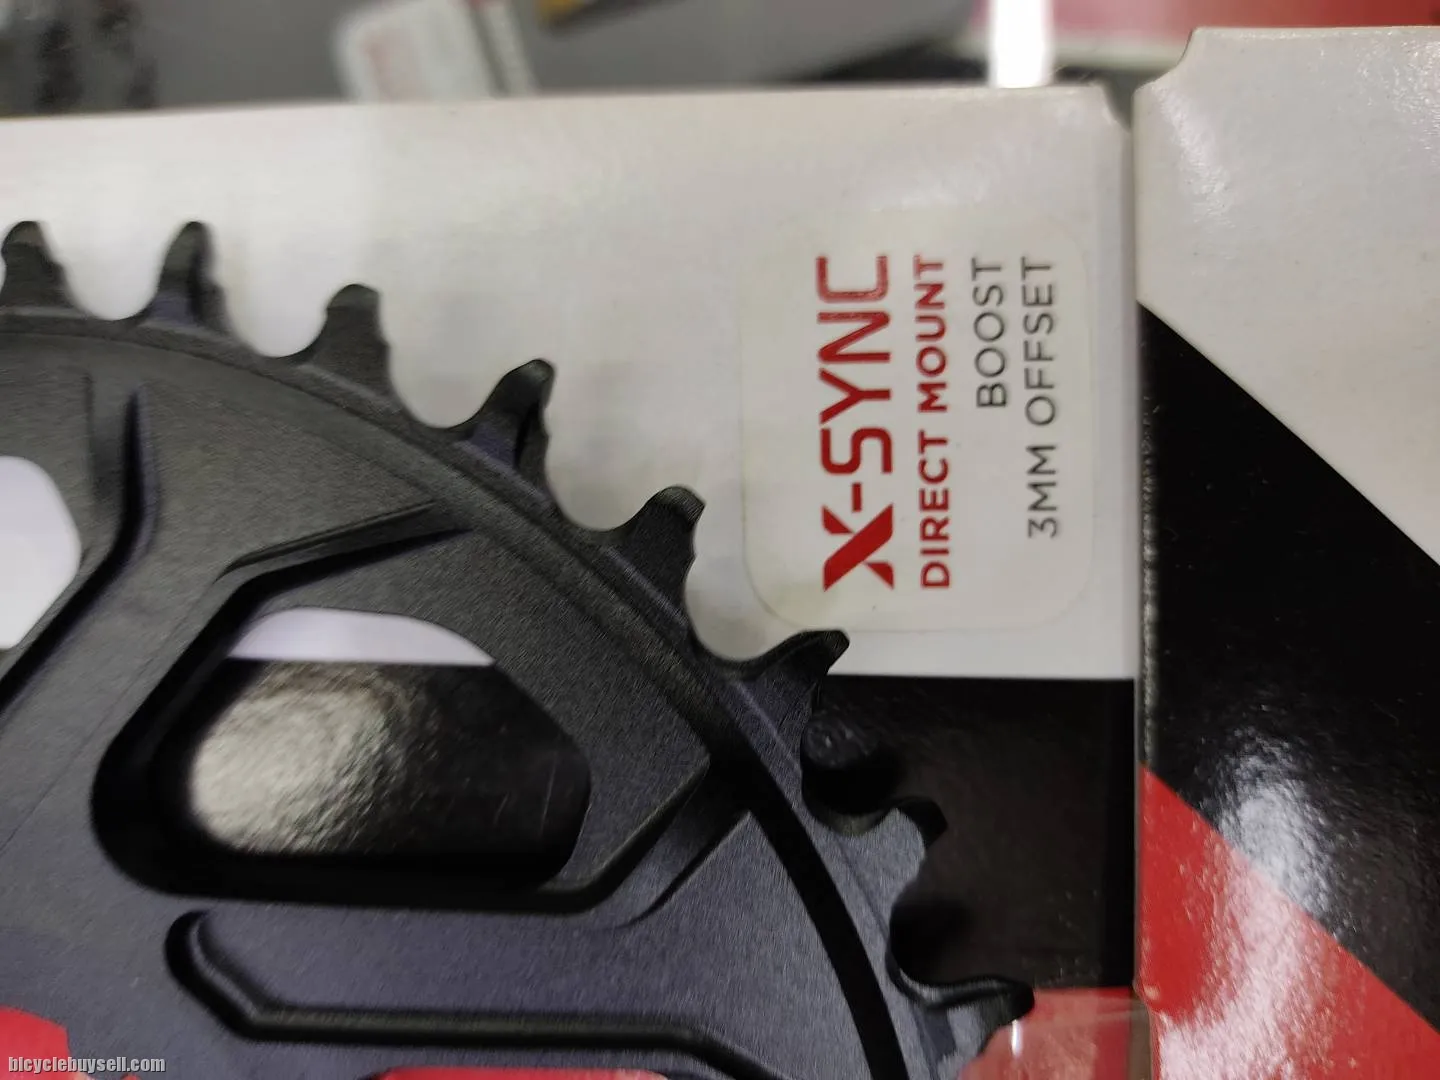 X-SYNC
DIRECT MOUNT
BOOST
3MM OFFSET
bicyclebuysell.com